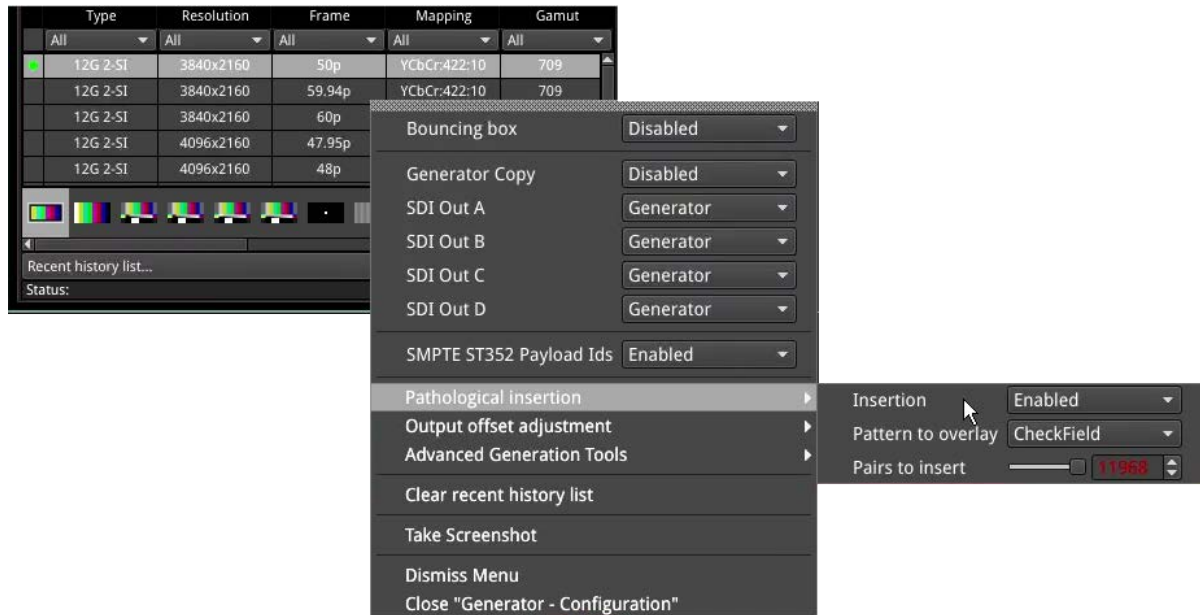 Type Resolution Frame Mapping Gamut
All All All All All
12G 2-SI 3840x2160 50p YCbCr:422:10 709
12G 2-SI 3840x2160 59.94p YCbCr:422:10 709
12G 2-SI 3840x2160 60p
12G 2-SI 4096x2160 47.95p
12G 2-SI 4096x2160 48p
Recent history list...
Status:
Bouncing box Disabled
Generator Copy Disabled
SDI Out A Generator
SDI Out B Generator
SDI Out C Generator
SDI Out D Generator
SMPTE ST352 Payload Ids Enabled
Pathological insertion
Output offset adjustment
Advanced Generation Tools
Clear recent history list
Take Screenshot
Dismiss Menu
Close "Generator - Configuration"
Insertion Enabled
Pattern to overlay CheckField
Pairs to insert 11968